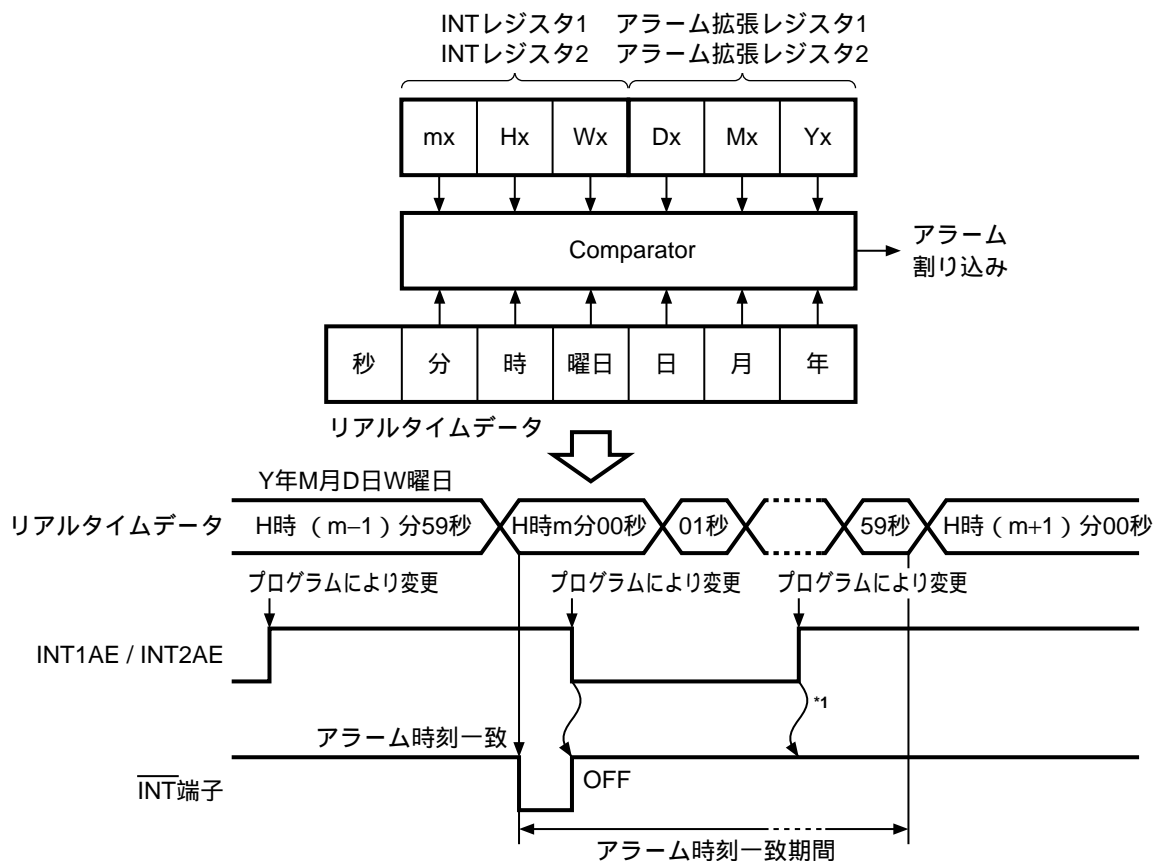 INTレジスタ1 アラーム拡張レジスタ1
INTレジスタ2 アラーム拡張レジスタ2
mx Hx Wx Dx Mx Yx
Comparator
アラーム
割り込み
秒 分 時 曜日 日 月 年
リアルタイムデータ
Y年M月D日W曜日
リアルタイムデータ H時（m–1）分59秒 H時m分00秒 01秒 59秒 H時（m+1）分00秒
プログラムにより変更 プログラムにより変更 プログラムにより変更
INT1AE / INT2AE
*1
アラーム時刻一致
INT端子
OFF
アラーム時刻一致期間